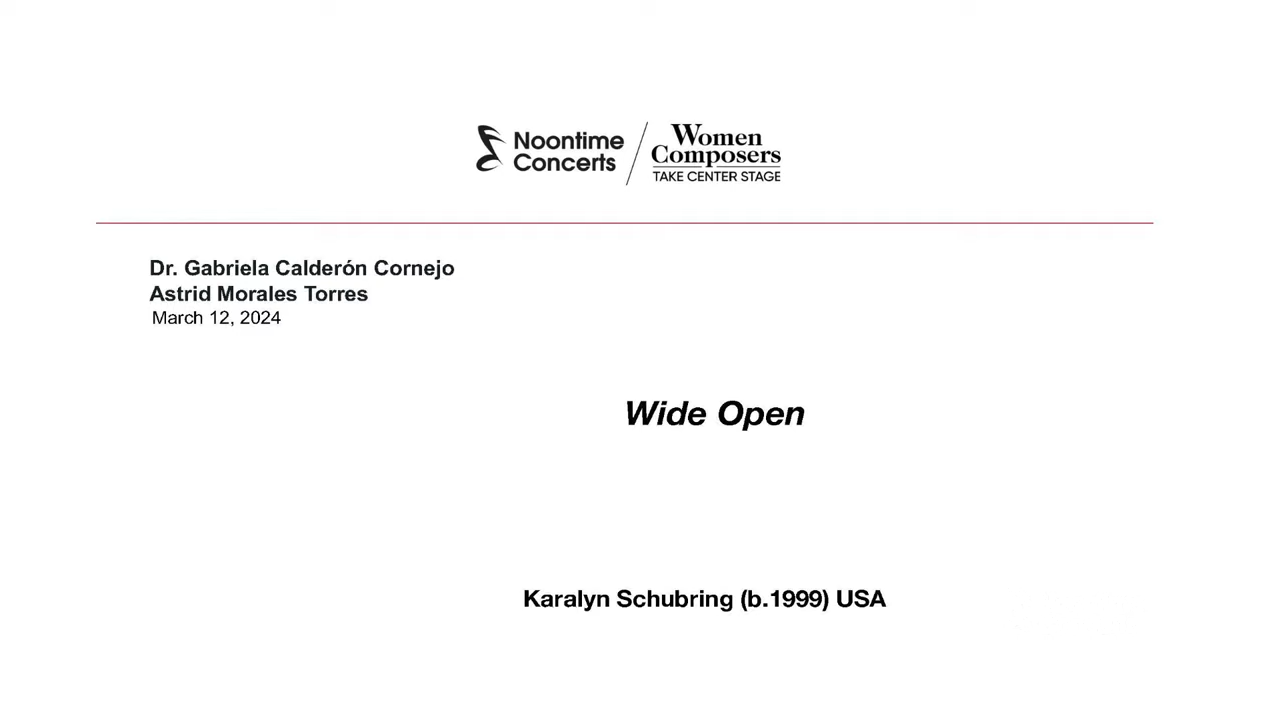 Noontime
Concerts
Women
Composers
TAKE CENTER STAGE
Dr. Gabriela Calderón Cornejo
Astrid Morales Torres
March 12, 2024
Wide Open
Karalyn Schubring (b.1999) USA